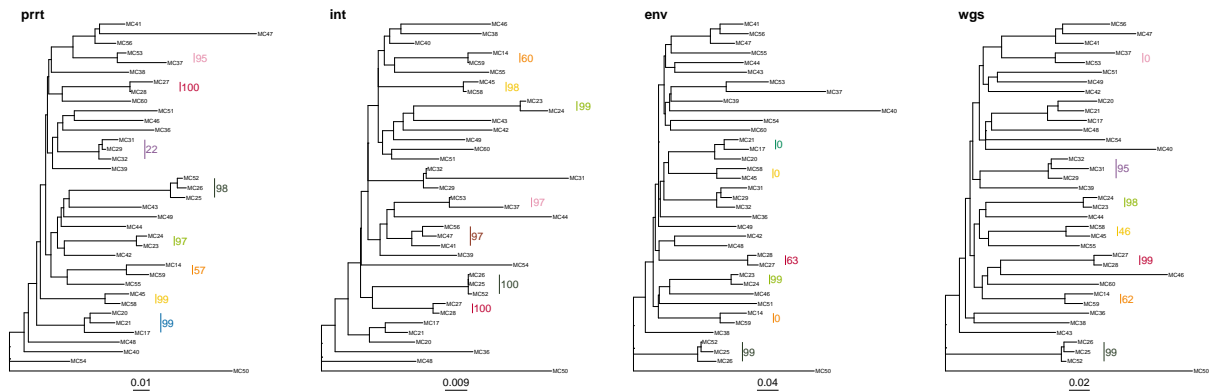 prrt
MC41
MC47
MC56
MC53
MC37
95
MC38
MC27
MC28
100
MC60
MC51
MC46
MC36
MC31
MC29
MC32
22
MC39
MC52
MC26
MC25
98
MC43
MC49
MC44
MC24
MC23
97
MC42
MC14
MC59
57
MC55
MC45
MC58
99
MC20
MC21
MC17
99
MC48
MC40
MC54
MC50
0.01
int
MC46
MC38
MC40
MC14
MC59
60
MC55
MC45
MC58
98
MC23
MC24
99
MC43
MC42
MC49
MC60
MC51
MC32
MC31
MC29
MC53
MC37
97
MC44
MC56
MC47
MC41
97
MC39
MC54
MC26
MC25
MC52
100
MC27
MC28
100
MC17
MC21
MC20
MC36
MC48
MC50
0.009
env
MC41
MC56
MC47
MC55
MC44
MC43
MC53
MC37
MC39
MC40
MC54
MC60
MC21
MC17
0
MC20
MC58
MC45
0
MC31
MC29
MC32
MC36
MC49
MC42
MC48
MC28
MC27
63
MC23
MC24
99
MC46
MC51
MC14
MC59
0
MC38
MC52
MC25
MC26
99
MC50
0.04
wgs
MC56
MC47
MC41
MC37
MC53
0
MC51
MC49
MC42
MC20
MC21
MC17
MC48
MC54
MC40
MC32
MC31
MC29
95
MC39
MC24
MC23
98
MC44
MC58
MC45
46
MC55
MC27
MC28
99
MC46
MC60
MC14
MC59
62
MC36
MC38
MC43
MC26
MC25
MC52
99
MC50
0.02